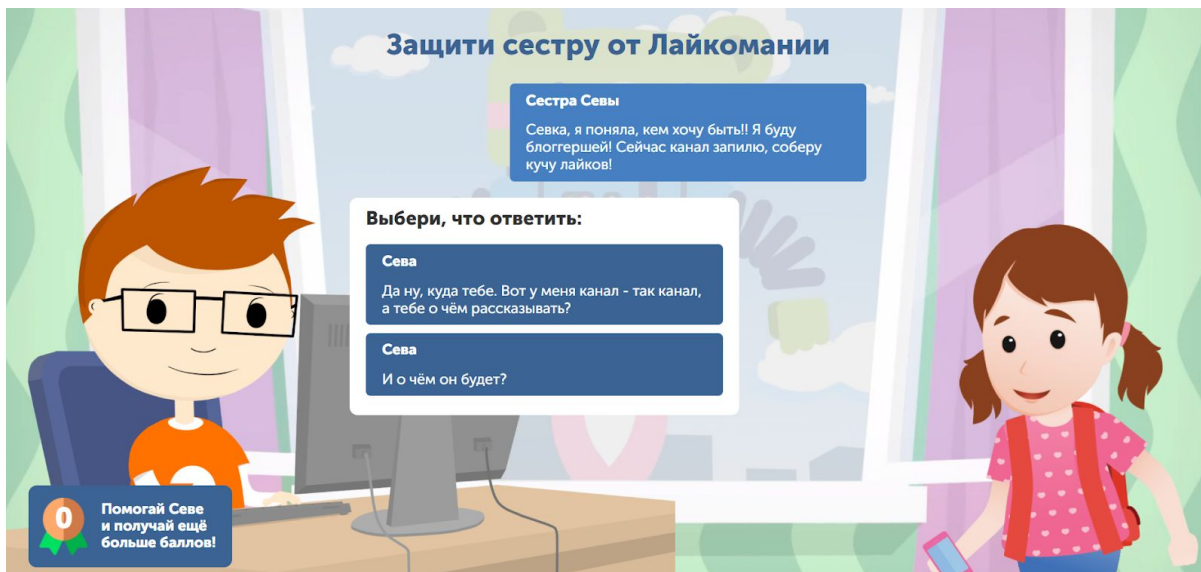 Защити сестру от Лайкомании
Сестра Севы
Севка, я поняла, кем хочу быть!! Я буду
блоггершей! Сейчас канал запилю, соберу
кучу лайков!
Выбери, что ответить:
Сева
Да ну, куда тебе. Вот у меня канал - так канал,
а тебе о чём рассказывать?
Сева
И о чём он будет?
0
Помогай Севе
и получай ещё
больше баллов!